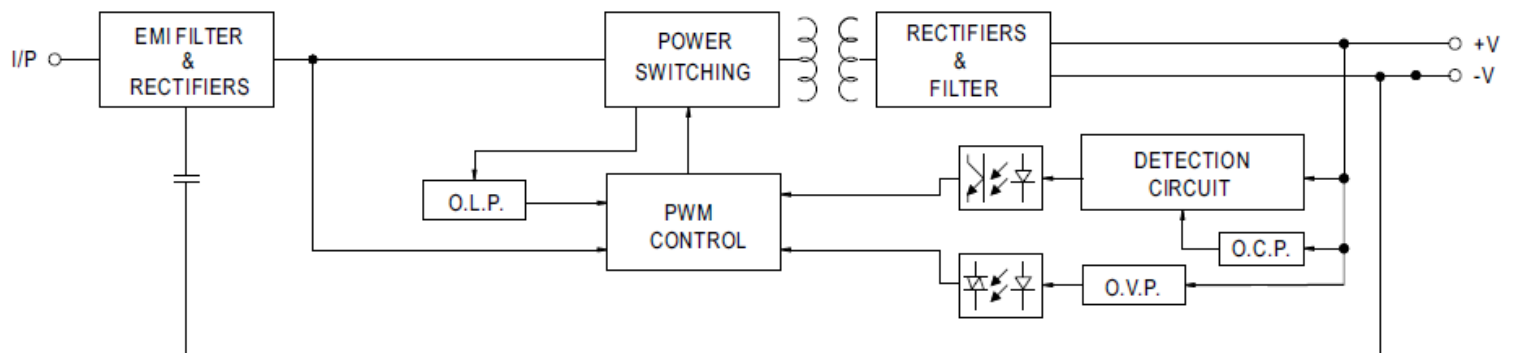 I/P
EMI FILTER
&
RECTIFIERS
POWER
SWITCHING
RECTIFIERS
&
FILTER
+V
-V
O.L.P.
PWM
CONTROL
DETECTION
CIRCUIT
O.C.P.
O.V.P.